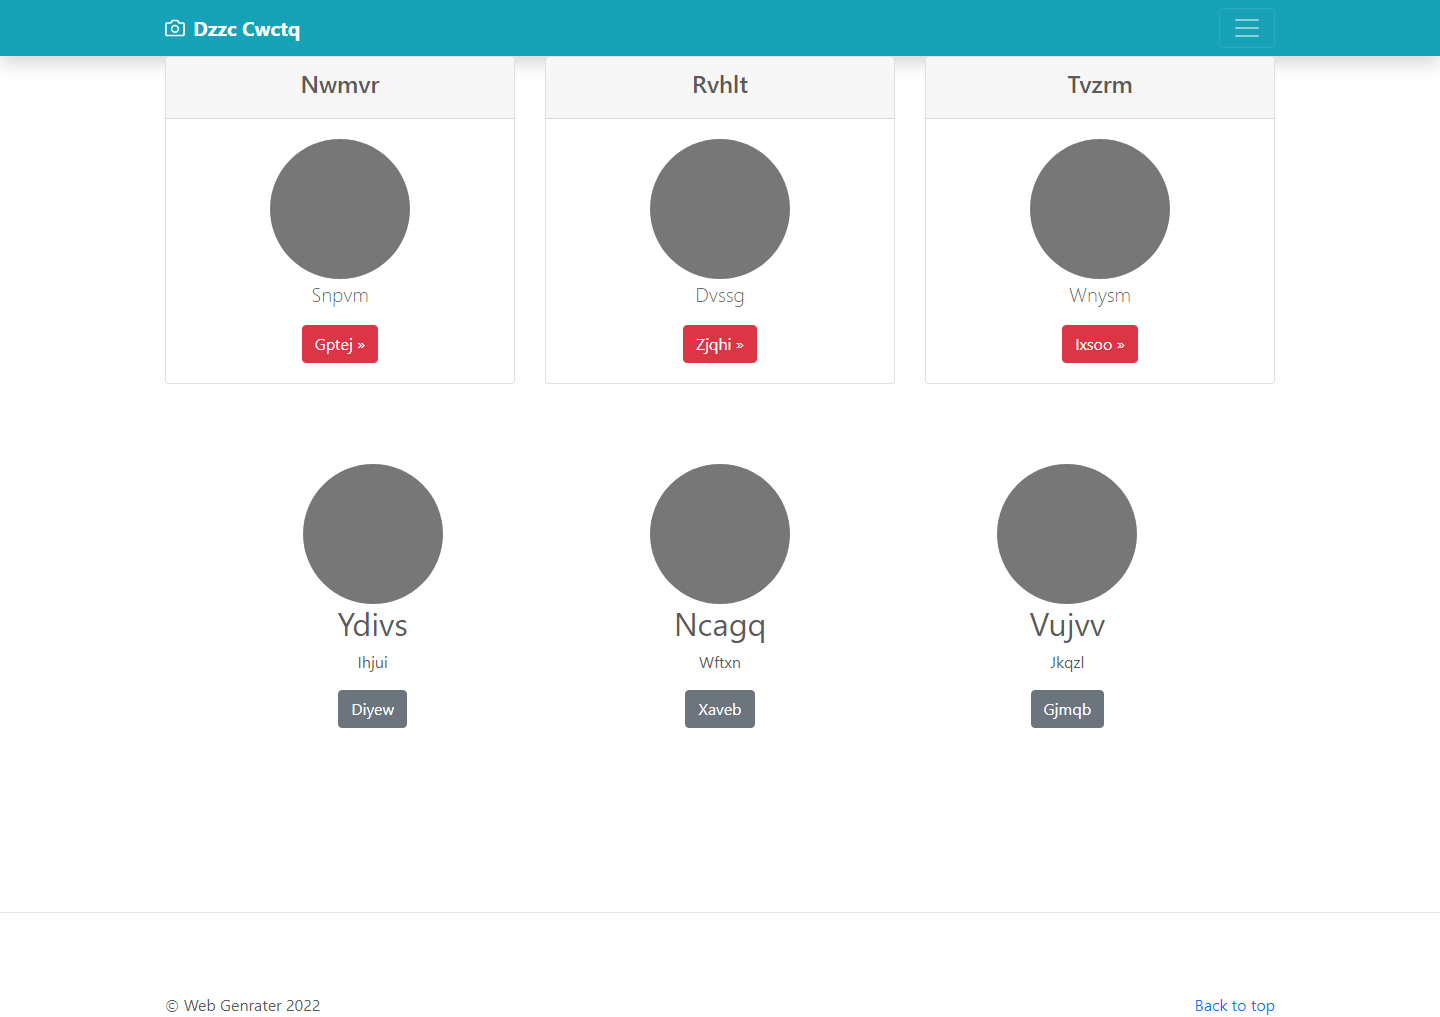 Dzzc Cwctq
Nwmvr
Rvhlt
Tvzrm
Snpvm
Dvssg
Wnysm
Gptej »
Zjqhi »
Ixsoo »
Ydivs
Ncagq
Vujvv
Ihjui
Wftxn
Jkqzl
Diyew
Xaveb
Gjmqb
© Web Genrater 2022
Back to top